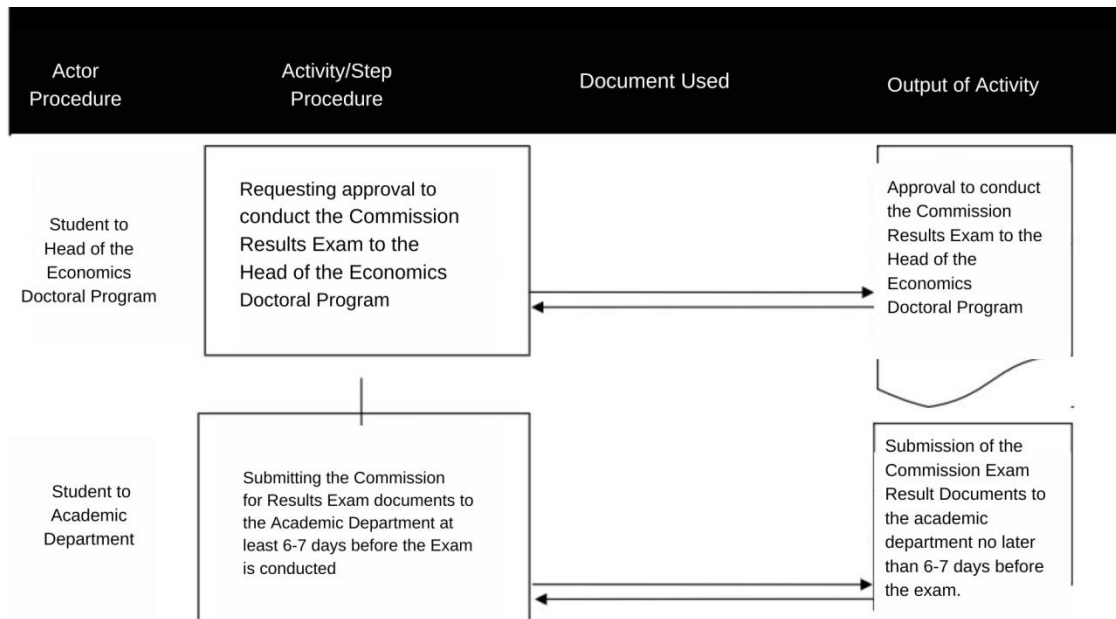 Actor
Procedure
Activity/Step
Procedure
Document Used
Output of Activity
Student to
Head of the
Economics
Doctoral Program
Requesting approval to
conduct the Commission
Results Exam to the
Head of the Economics
Doctoral Program
Approval to conduct
the Commission
Results Exam to the
Head of the
Economics
Doctoral Program
Student to
Academic
Department
Submitting the Commission
for Results Exam documents to
the Academic Department at
least 6-7 days before the Exam
is conducted
Submission of the
Commission Exam
Result Documents to
the academic
department no later
than 6-7 days before
the exam.